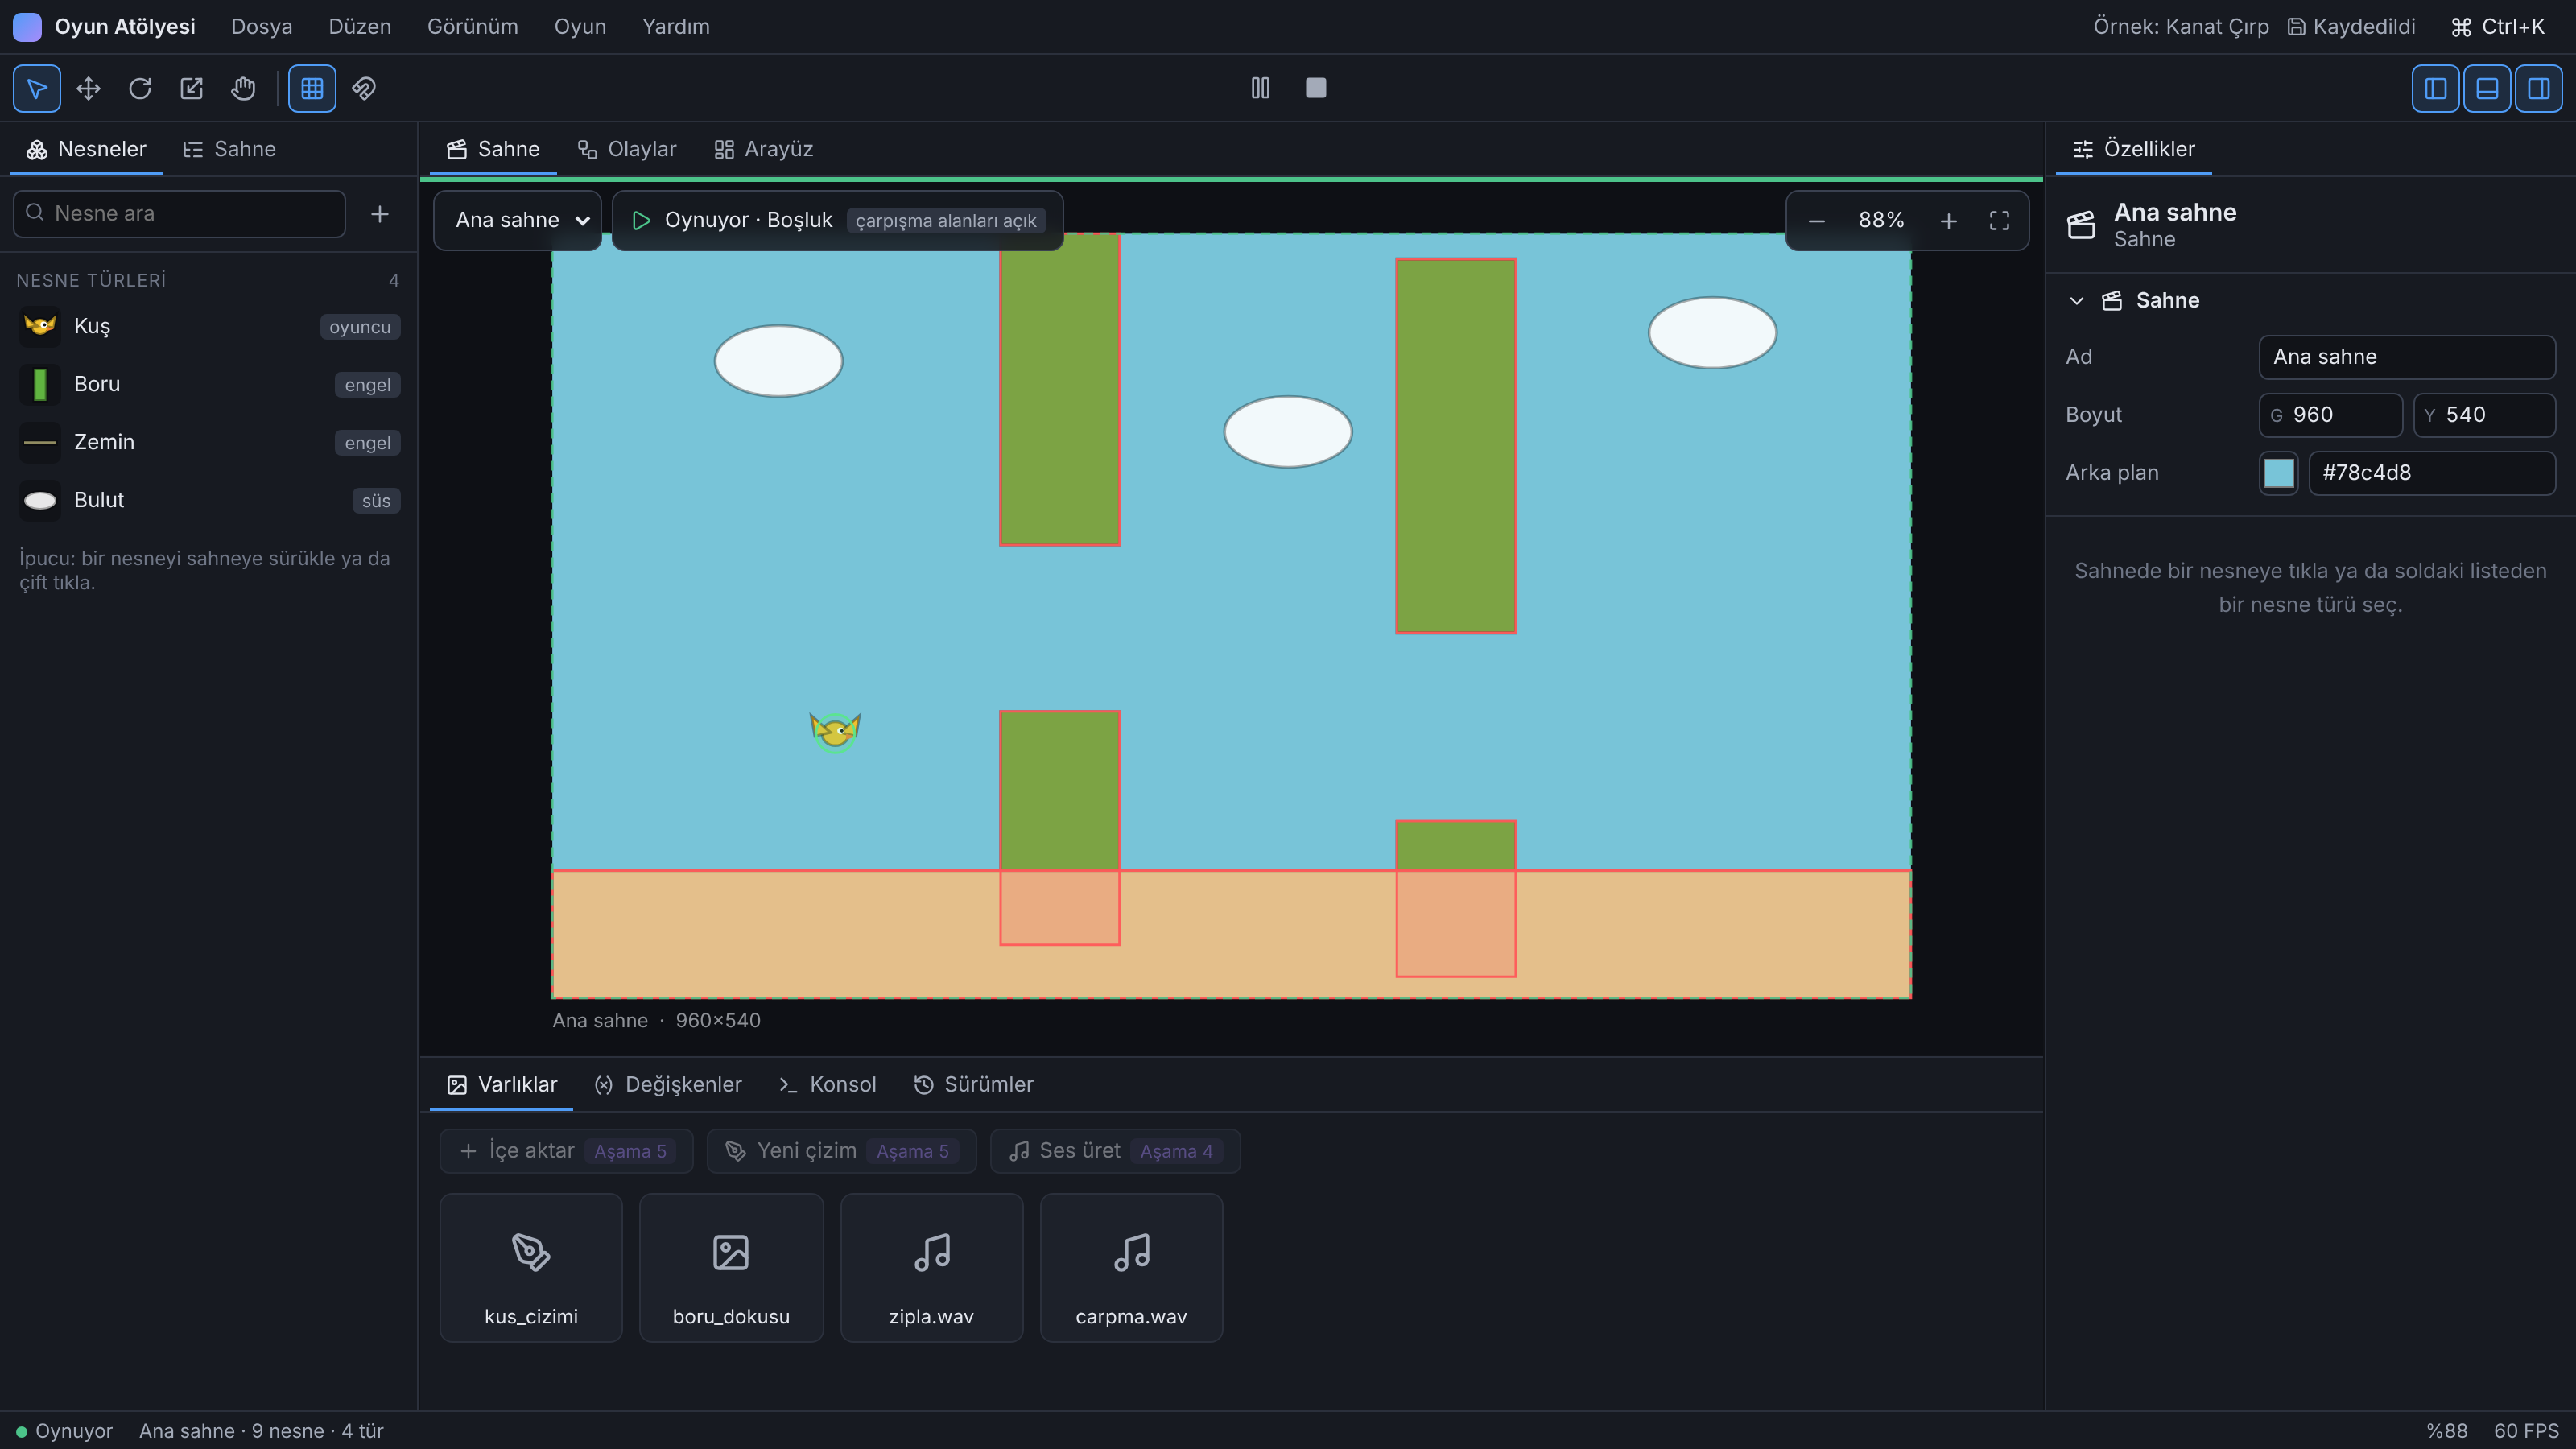 Oyun Atölyesi Dosya Düzen Görünüm Oyun Yardım Örnek: Kanat Çırp Kaydedildi Ctrl+K
Nesneler Sahne
Nesne ara
NESNE TÜRLERİ 4
Kuş oyuncu
Boru engel
Zemin engel
Bulut süs
İpucu: bir nesneyi sahneye sürükle ya da
çift tıkla.
Sahne Olaylar Arayüz
Ana sahne Oynuyor · Boşluk çarpışma alanları açık 88%
Ana sahne · 960×540
Varlıklar Değişkenler Konsol Sürümler
İçe aktar Aşama 5 Yeni çizim Aşama 5 Ses üret Aşama 4
kus_cizimi boru_dokusu zipla.wav carpma.wav
Özellikler
Ana sahne
Sahne
Sahne
Ad Ana sahne
Boyut G 960 Y 540
Arka plan #78c4d8
Sahnede bir nesneye tıkla ya da soldaki listeden
bir nesne türü seç.
Oynuyor Ana sahne · 9 nesne · 4 tür %88 60 FPS